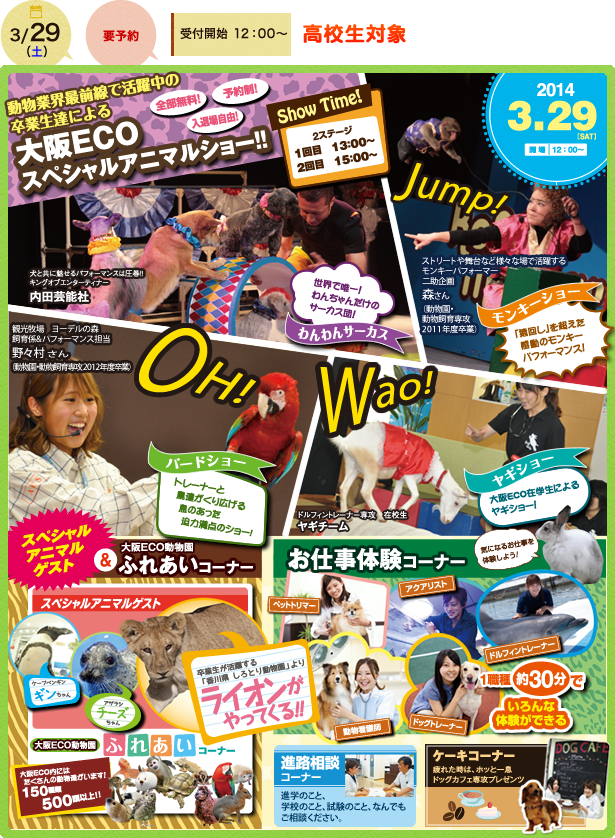 3/29
(土)
要予約
受付開始 12:00～
高校生対象
動物業界最前線で活躍中の
卒業生達による
全部無料!
予約制!
入退場自由!
大阪ECO
スペシャルアニマルショー!!
Show Time!
2ステージ
1回目 13:00～
2回目 15:00～
2014
3.29
[SAT]
開場 12:00～
Jump!
犬と共に魅せるパフォーマンスは圧巻!!
キングオブエンターティナー
内田芸能社
世界で唯一!
わんちゃんだけの
サーカス団!
わんわんサーカス
ストリートや舞台など様々な場で活躍する
モンキーパフォーマー
二助企画
森さん
(動物園・
動物飼育専攻
2011年度卒業)
モンキーショー
「猿回し」を超えた
感動のモンキー
パフォーマンス!
観光牧場 ヨーデルの森
飼育係&パフォーマンス担当
野々村さん
(動物園・動物飼育専攻2012年度卒業)
OH!
Wao!
バードショー
トレーナーと
鳥達がくり広げる
息のあった
迫力満点のショー!
ヤギショー
大阪ECO在学生による
ヤギショー!
ドルフィントレーナー専攻 在校生
ヤギチーム
スペシャル
アニマル
ゲスト
&
大阪ECO動物園
ふれあいコーナー
スペシャルアニマルゲスト
ケープペンギン
ギンちゃん
アザラシ
チーズちゃん
卒業生が活躍する
「香川県 しろとり動物園」より
ライオンが
やってくる!!
大阪ECO動物園
ふれあいコーナー
大阪ECO内には
たくさんの動物達がいます!
150種類
500頭以上!!
お仕事体験コーナー
気になるお仕事を
体験しよう!
ペットトリマー
アクアリスト
ドルフィントレーナー
動物看護師
ドッグトレーナー
1職種約30分で
いろんな
体験ができる
進路相談
コーナー
進学のこと、
学校のこと、試験のこと、なんでも
ご相談ください。
ケーキコーナー
疲れた時は、ホッと一息
ドッグカフェ専攻プレゼンツ
DOG CAFE